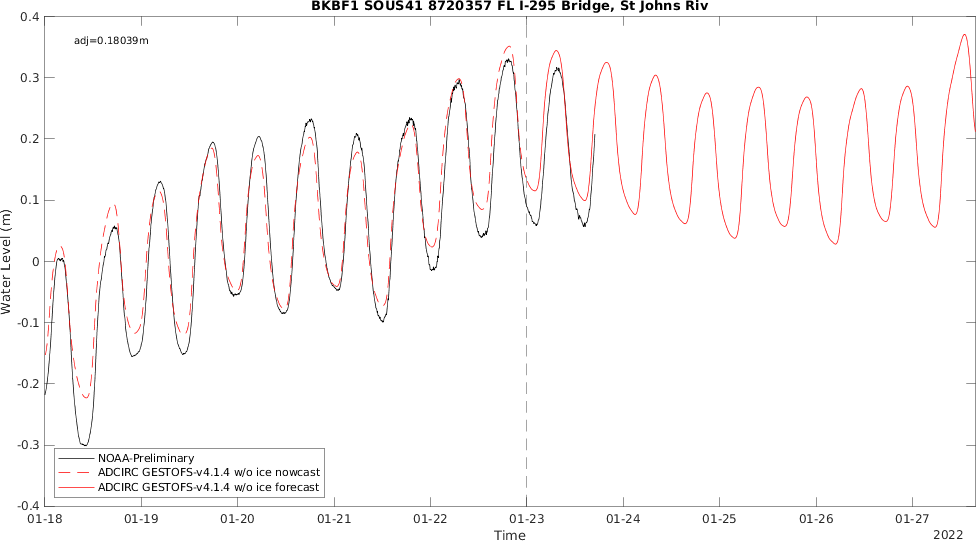 BKBF1 SOUS41 8720357 FL I-295 Bridge, St Johns Riv
adj=0.18039m
0.4
0.3
0.2
0.1
0
-0.1
-0.2
-0.3
-0.4
Water Level (m)
NOAA-Preliminary
ADCIRC GESTOFS-v4.1.4 w/o ice nowcast
ADCIRC GESTOFS-v4.1.4 w/o ice forecast
01-18 01-19 01-20 01-21 01-22 01-23 01-24 01-25 01-26 01-27
Time
2022